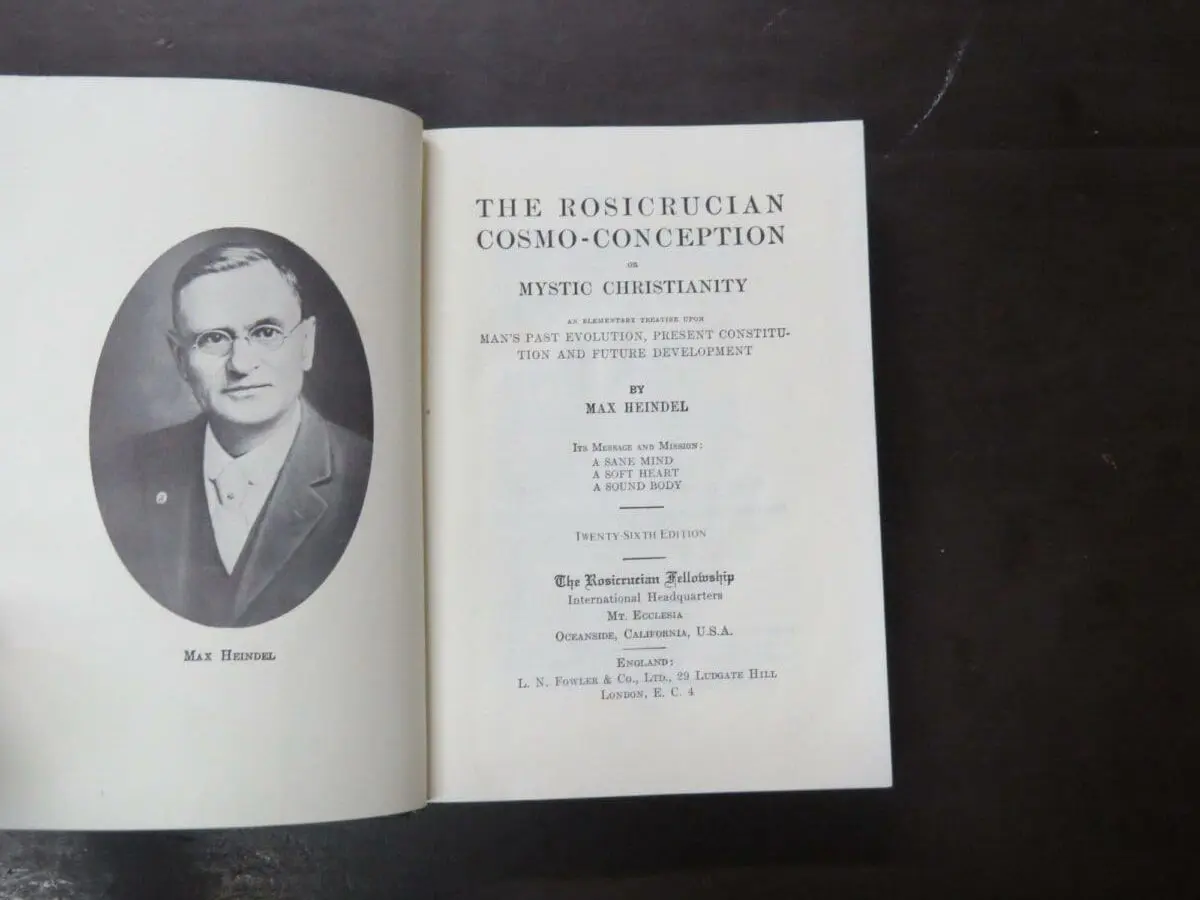 Max Heindel
THE ROSICRUCIAN
COSMO-CONCEPTION
OR
MYSTIC CHRISTIANITY
AN ELEMENTARY TREATISE UPON
MAN'S PAST EVOLUTION, PRESENT CONSTITU-
TION AND FUTURE DEVELOPMENT
BY
MAX HEINDEL
Its Message and Mission:
A SANE MIND
A SOFT HEART
A SOUND BODY
Twenty-Sixth Edition
The Rosicrucian Fellowship
International Headquarters
Mt. Ecclesia
Oceanside, California, U.S.A.
England:
L. N. Fowler & Co., Ltd., 29 Ludgate Hill
London, E. C. 4